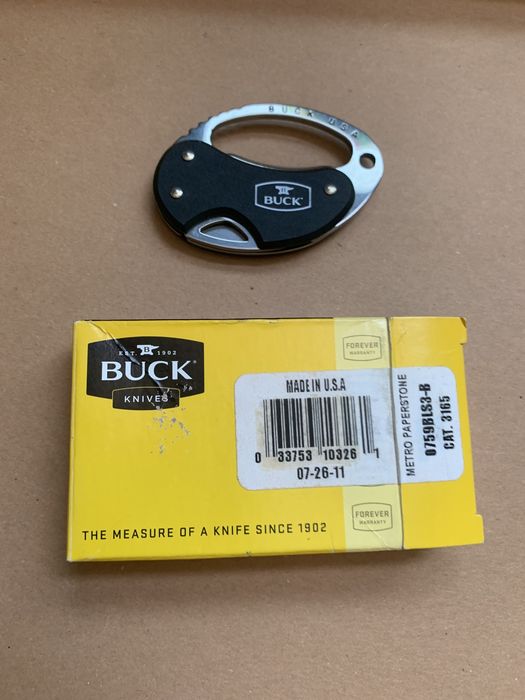 BUCK USA
BUCK
EST. 1902
BUCK
KNIVES
FOREVER
WARRANTY
MADE IN U.S.A
0 33753 10326 1
07-26-11
METRO PAPERSTONE
0759BLS3-B
CAT. 3165
FOREVER
WARRANTY
THE MEASURE OF A KNIFE SINCE 1902